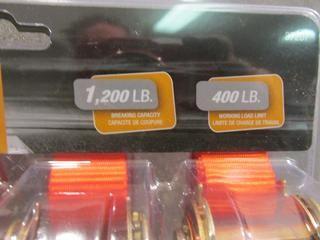 1,200 LB.
BREAKING CAPACITY
CAPACITÉ DE COUPURE
400 LB.
WORKING LOAD LIMIT
LIMITE DE CHARGE DE TRAVAIL